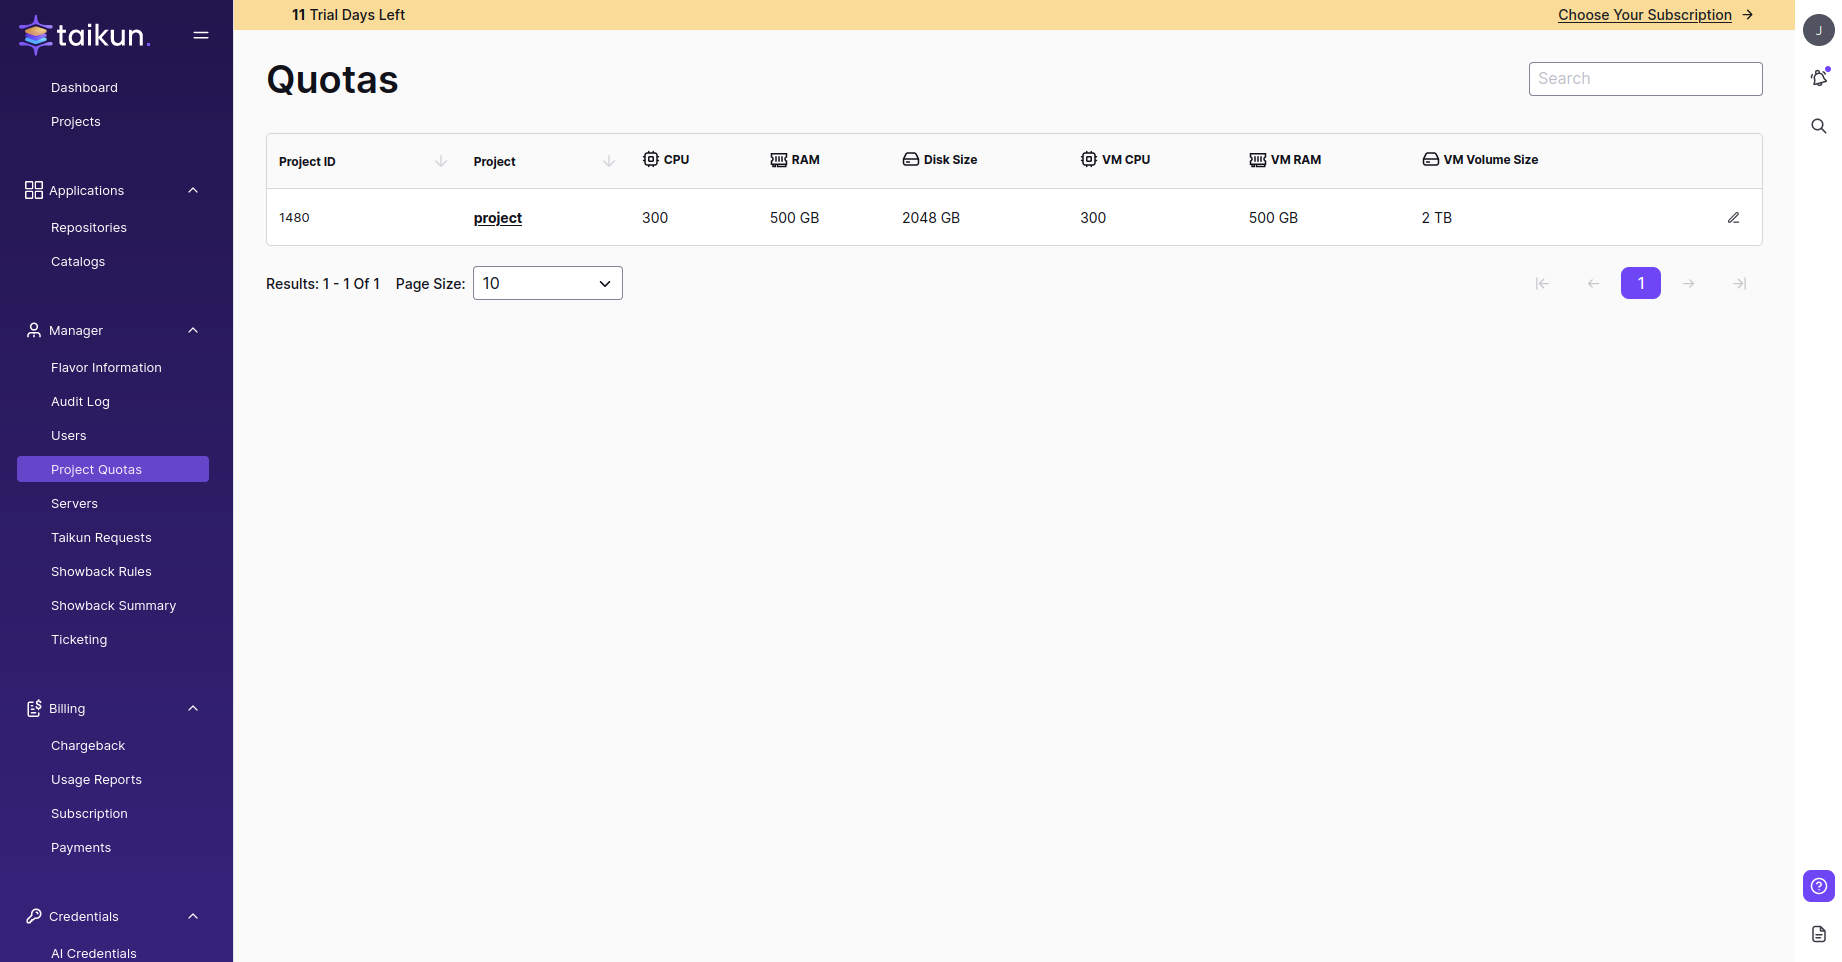 11 Trial Days Left
Choose Your Subscription
taikun.
J
Dashboard
Projects
Applications
Repositories
Catalogs
Manager
Flavor Information
Audit Log
Users
Project Quotas
Servers
Taikun Requests
Showback Rules
Showback Summary
Ticketing
Billing
Chargeback
Usage Reports
Subscription
Payments
Credentials
AI Credentials
Quotas
Search
Project ID Project CPU RAM Disk Size VM CPU VM RAM VM Volume Size
1480 project 300 500 GB 2048 GB 300 500 GB 2 TB
Results: 1 - 1 Of 1 Page Size: 10 1